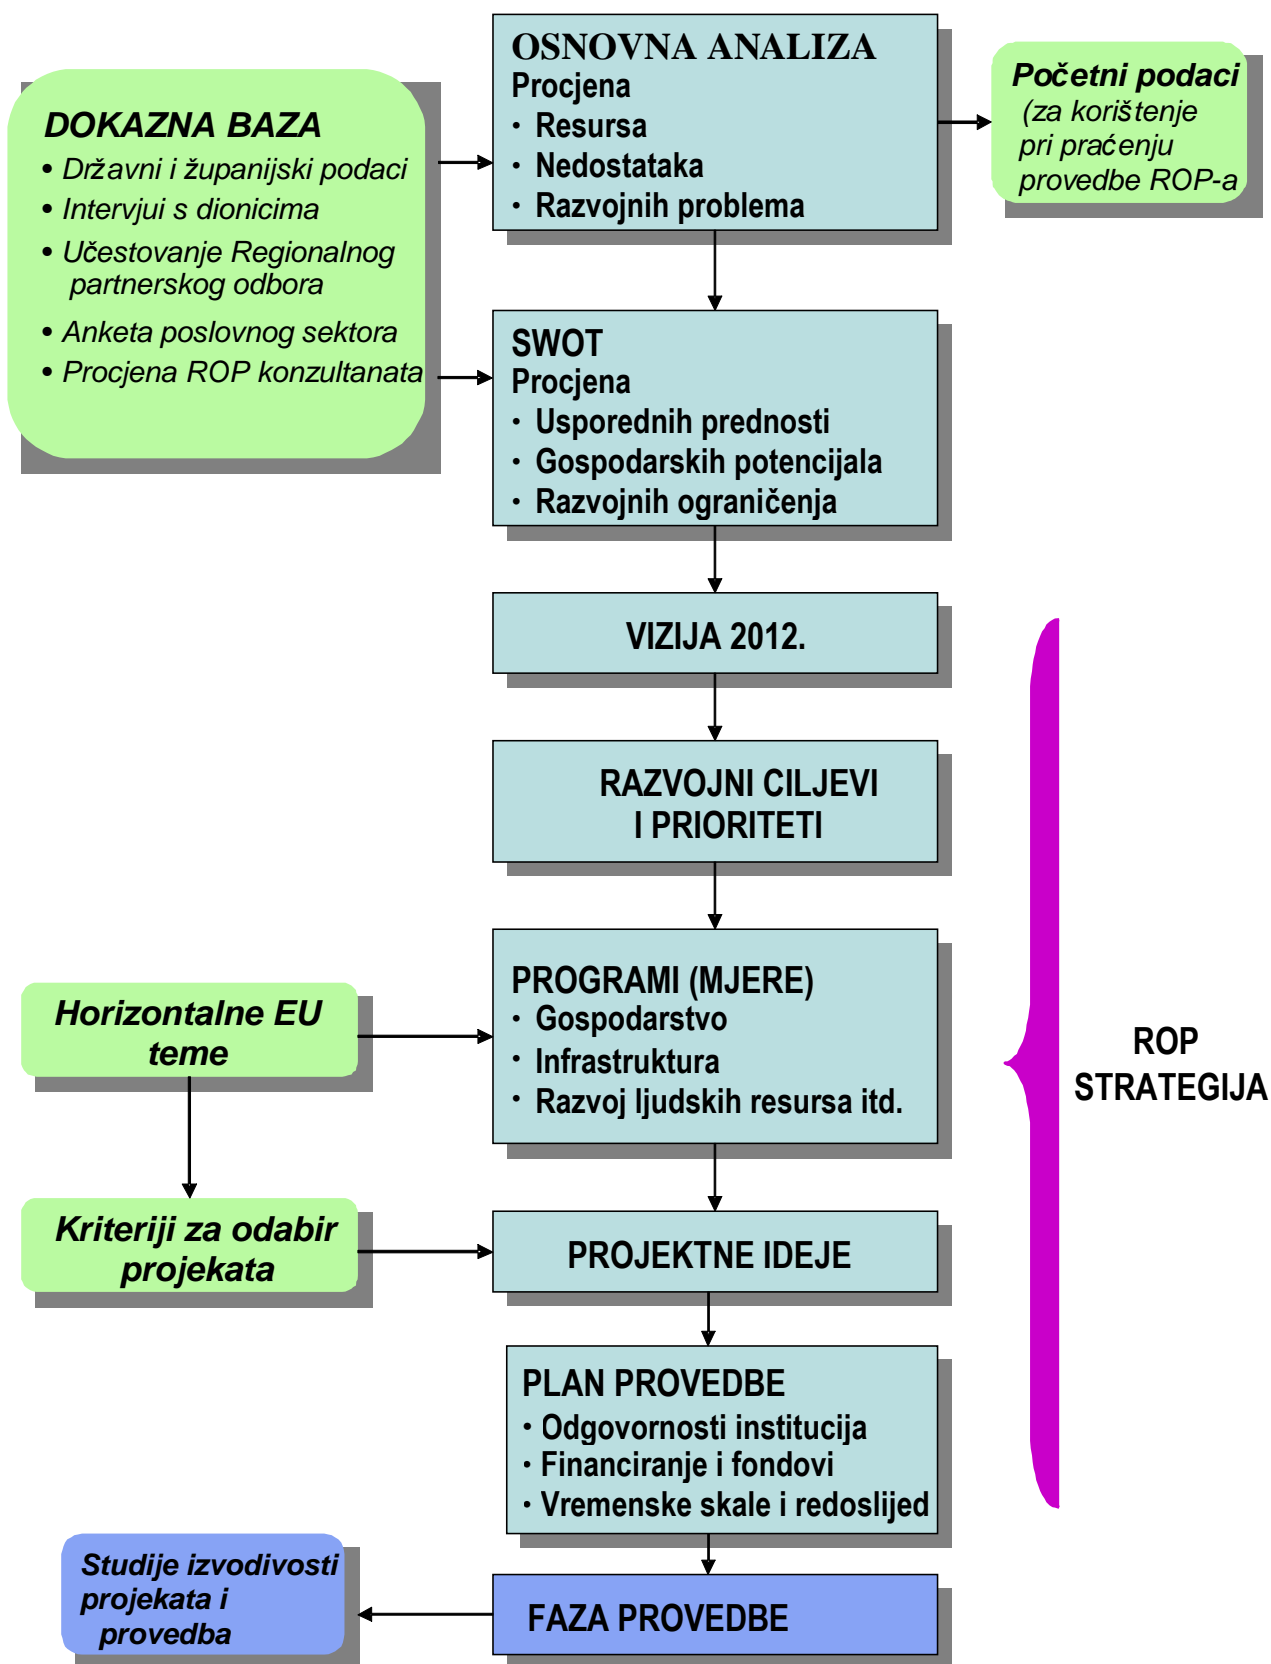 OSNOVNA ANALIZA
Procjena
· Resursa
· Nedostataka
· Razvojnih problema
Početni podaci
(za korištenje
pri praćenju
provedbe ROP-a
DOKAZNA BAZA
• Državni i županijski podaci
• Intervjui s dionicima
• Učestovanje Regionalnog
partnerskog odbora
• Anketa poslovnog sektora
• Procjena ROP konzultanata
SWOT
Procjena
· Usporednih prednosti
· Gospodarskih potencijala
· Razvojnih ograničenja
VIZIJA 2012.
RAZVOJNI CILJEVI
I PRIORITETI
PROGRAMI (MJERE)
· Gospodarstvo
· Infrastruktura
· Razvoj ljudskih resursa itd.
Horizontalne EU
teme
ROP
STRATEGIJA
Kriteriji za odabir
projekata
PROJEKTNE IDEJE
PLAN PROVEDBE
· Odgovornosti institucija
· Financiranje i fondovi
· Vremenske skale i redoslijed
Studije izvodivosti
projekata i
provedba
FAZA PROVEDBE